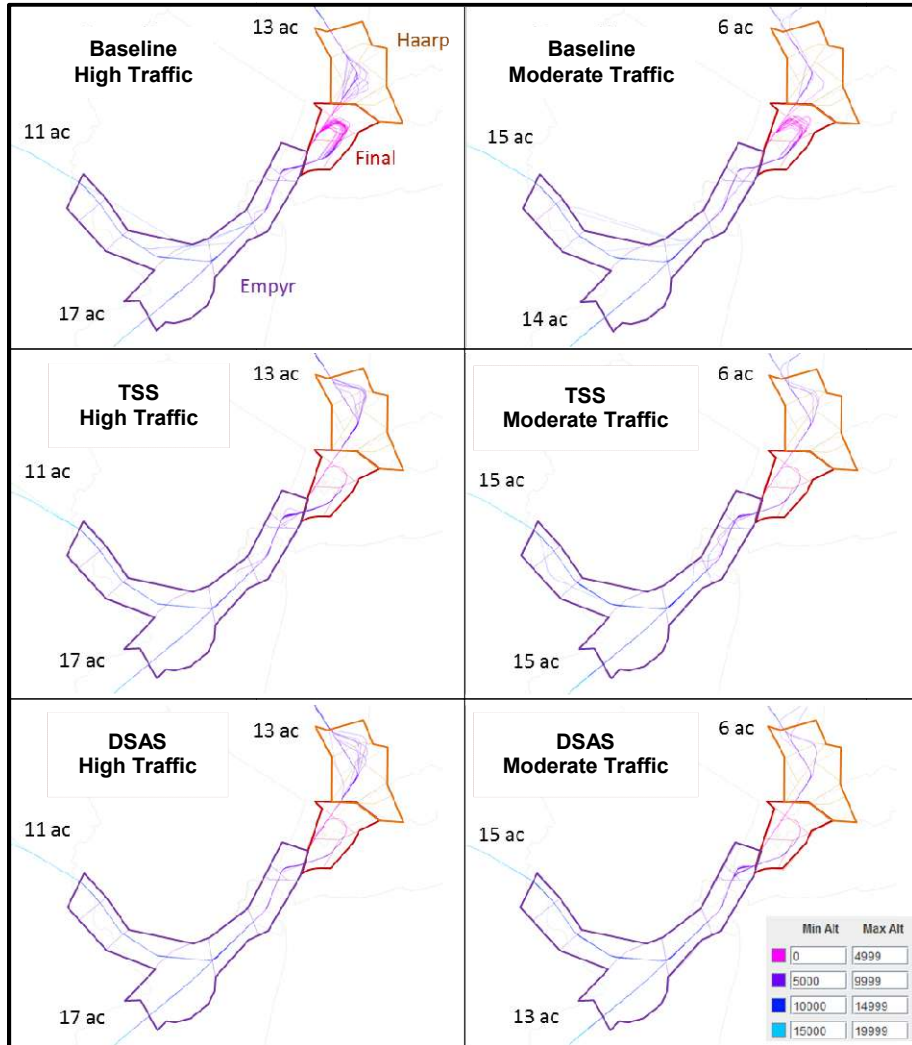 13 ac
Haarp
Baseline
High Traffic
11 ac
Final
Empyr
17 ac
6 ac
Baseline
Moderate Traffic
15 ac
14 ac
13 ac
TSS
High Traffic
11 ac
17 ac
6 ac
TSS
Moderate Traffic
15 ac
15 ac
13 ac
DSAS
High Traffic
11 ac
17 ac
6 ac
DSAS
Moderate Traffic
15 ac
13 ac
Min Alt Max Alt
0 4999
5000 9999
10000 14999
15000 19999